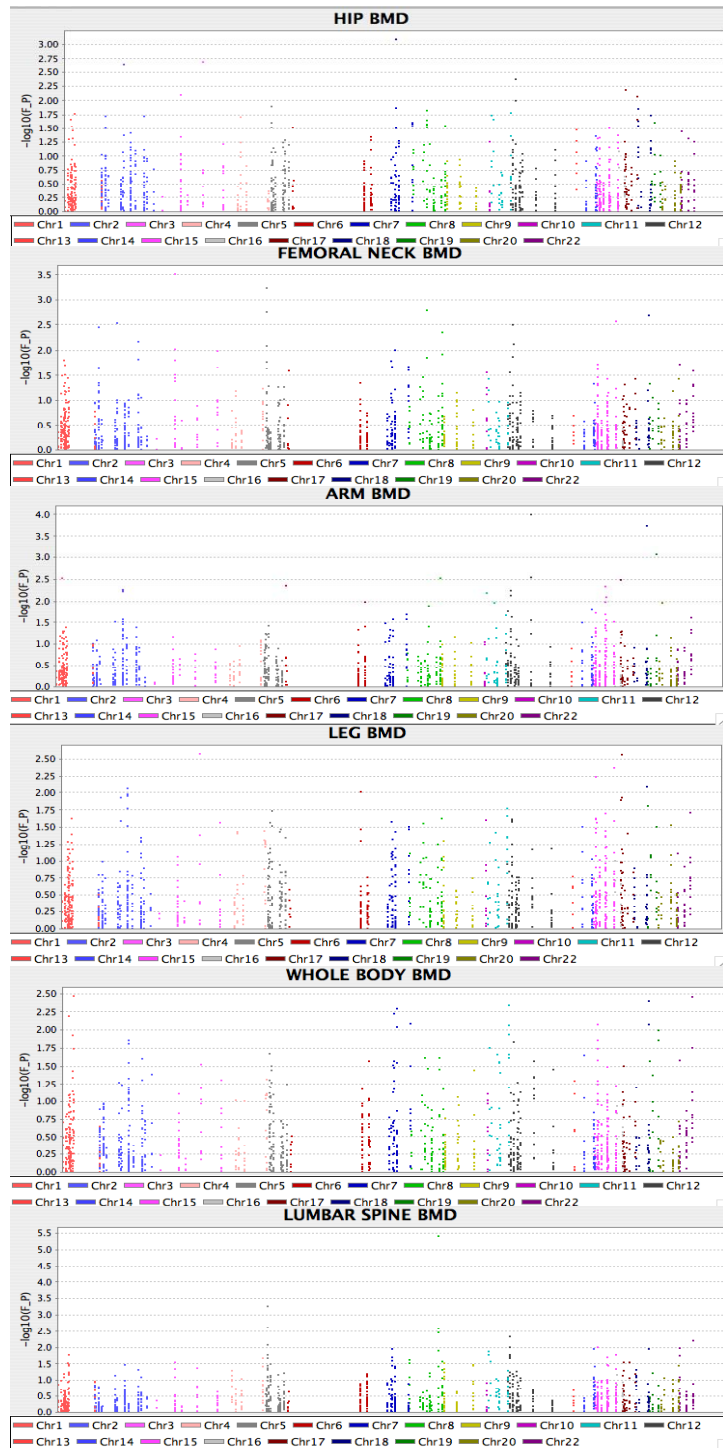 HIP BMD
3.00
2.75
2.50
2.25
2.00
1.75
1.50
1.25
1.00
0.75
0.50
0.25
0.00
-log10(F_P)
Chr1 Chr2 Chr3 Chr4 Chr5 Chr6 Chr7 Chr8 Chr9 Chr10 Chr11 Chr12
Chr13 Chr14 Chr15 Chr16 Chr17 Chr18 Chr19 Chr20 Chr22
FEMORAL NECK BMD
3.5
3.0
2.5
2.0
1.5
1.0
0.5
0.0
-log10(F_P)
Chr1 Chr2 Chr3 Chr4 Chr5 Chr6 Chr7 Chr8 Chr9 Chr10 Chr11 Chr12
Chr13 Chr14 Chr15 Chr16 Chr17 Chr18 Chr19 Chr20 Chr22
ARM BMD
4.0
3.5
3.0
2.5
2.0
1.5
1.0
0.5
0.0
-log10(F_P)
Chr1 Chr2 Chr3 Chr4 Chr5 Chr6 Chr7 Chr8 Chr9 Chr10 Chr11 Chr12
Chr13 Chr14 Chr15 Chr16 Chr17 Chr18 Chr19 Chr20 Chr22
LEG BMD
2.50
2.25
2.00
1.75
1.50
1.25
1.00
0.75
0.50
0.25
0.00
-log10(F_P)
Chr1 Chr2 Chr3 Chr4 Chr5 Chr6 Chr7 Chr8 Chr9 Chr10 Chr11 Chr12
Chr13 Chr14 Chr15 Chr16 Chr17 Chr18 Chr19 Chr20 Chr22
WHOLE BODY BMD
2.50
2.25
2.00
1.75
1.50
1.25
1.00
0.75
0.50
0.25
0.00
-log10(F_P)
Chr1 Chr2 Chr3 Chr4 Chr5 Chr6 Chr7 Chr8 Chr9 Chr10 Chr11 Chr12
Chr13 Chr14 Chr15 Chr16 Chr17 Chr18 Chr19 Chr20 Chr22
LUMBAR SPINE BMD
5.5
5.0
4.5
4.0
3.5
3.0
2.5
2.0
1.5
1.0
0.5
0.0
-log10(F_P)
Chr1 Chr2 Chr3 Chr4 Chr5 Chr6 Chr7 Chr8 Chr9 Chr10 Chr11 Chr12
Chr13 Chr14 Chr15 Chr16 Chr17 Chr18 Chr19 Chr20 Chr22